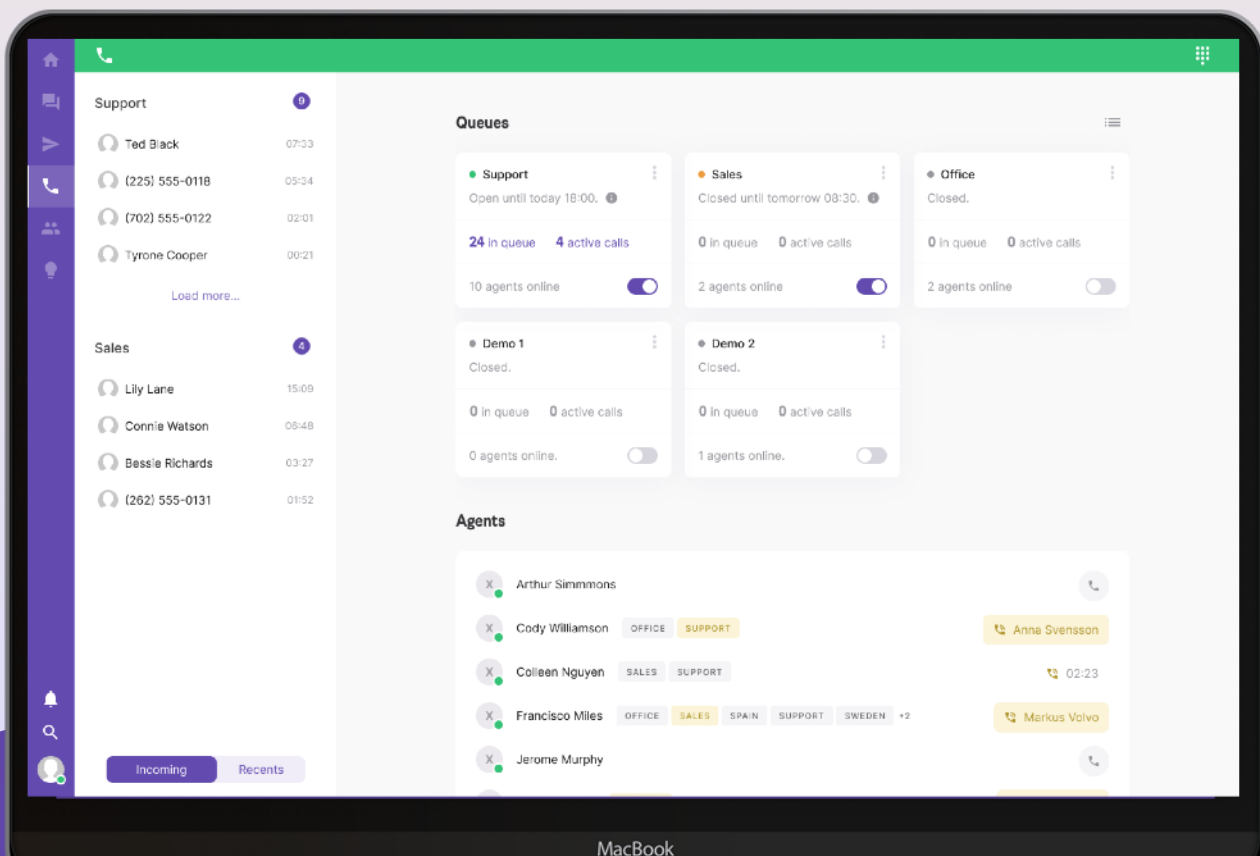 Support 9
Ted Black 07:33
(225) 555-0118 05:34
(702) 555-0122 02:01
Tyrone Cooper 00:21
Load more...
Sales 4
Lily Lane 15:09
Connie Watson 06:48
Bessie Richards 03:27
(262) 555-0131 01:52
Incoming Recents
Queues
Support
Open until today 18:00.
24 in queue 4 active calls
10 agents online
Sales
Closed until tomorrow 08:30.
0 in queue 0 active calls
2 agents online
Office
Closed.
0 in queue 0 active calls
2 agents online
Demo 1
Closed.
0 in queue 0 active calls
0 agents online.
Demo 2
Closed.
0 in queue 0 active calls
1 agents online.
Agents
X Arthur Simmmons
X Cody Williamson OFFICE SUPPORT Anna Svensson
X Colleen Nguyen SALES SUPPORT 02:23
X Francisco Miles OFFICE SALES SPAIN SUPPORT SWEDEN +2 Markus Volvo
X Jerome Murphy
MacBook